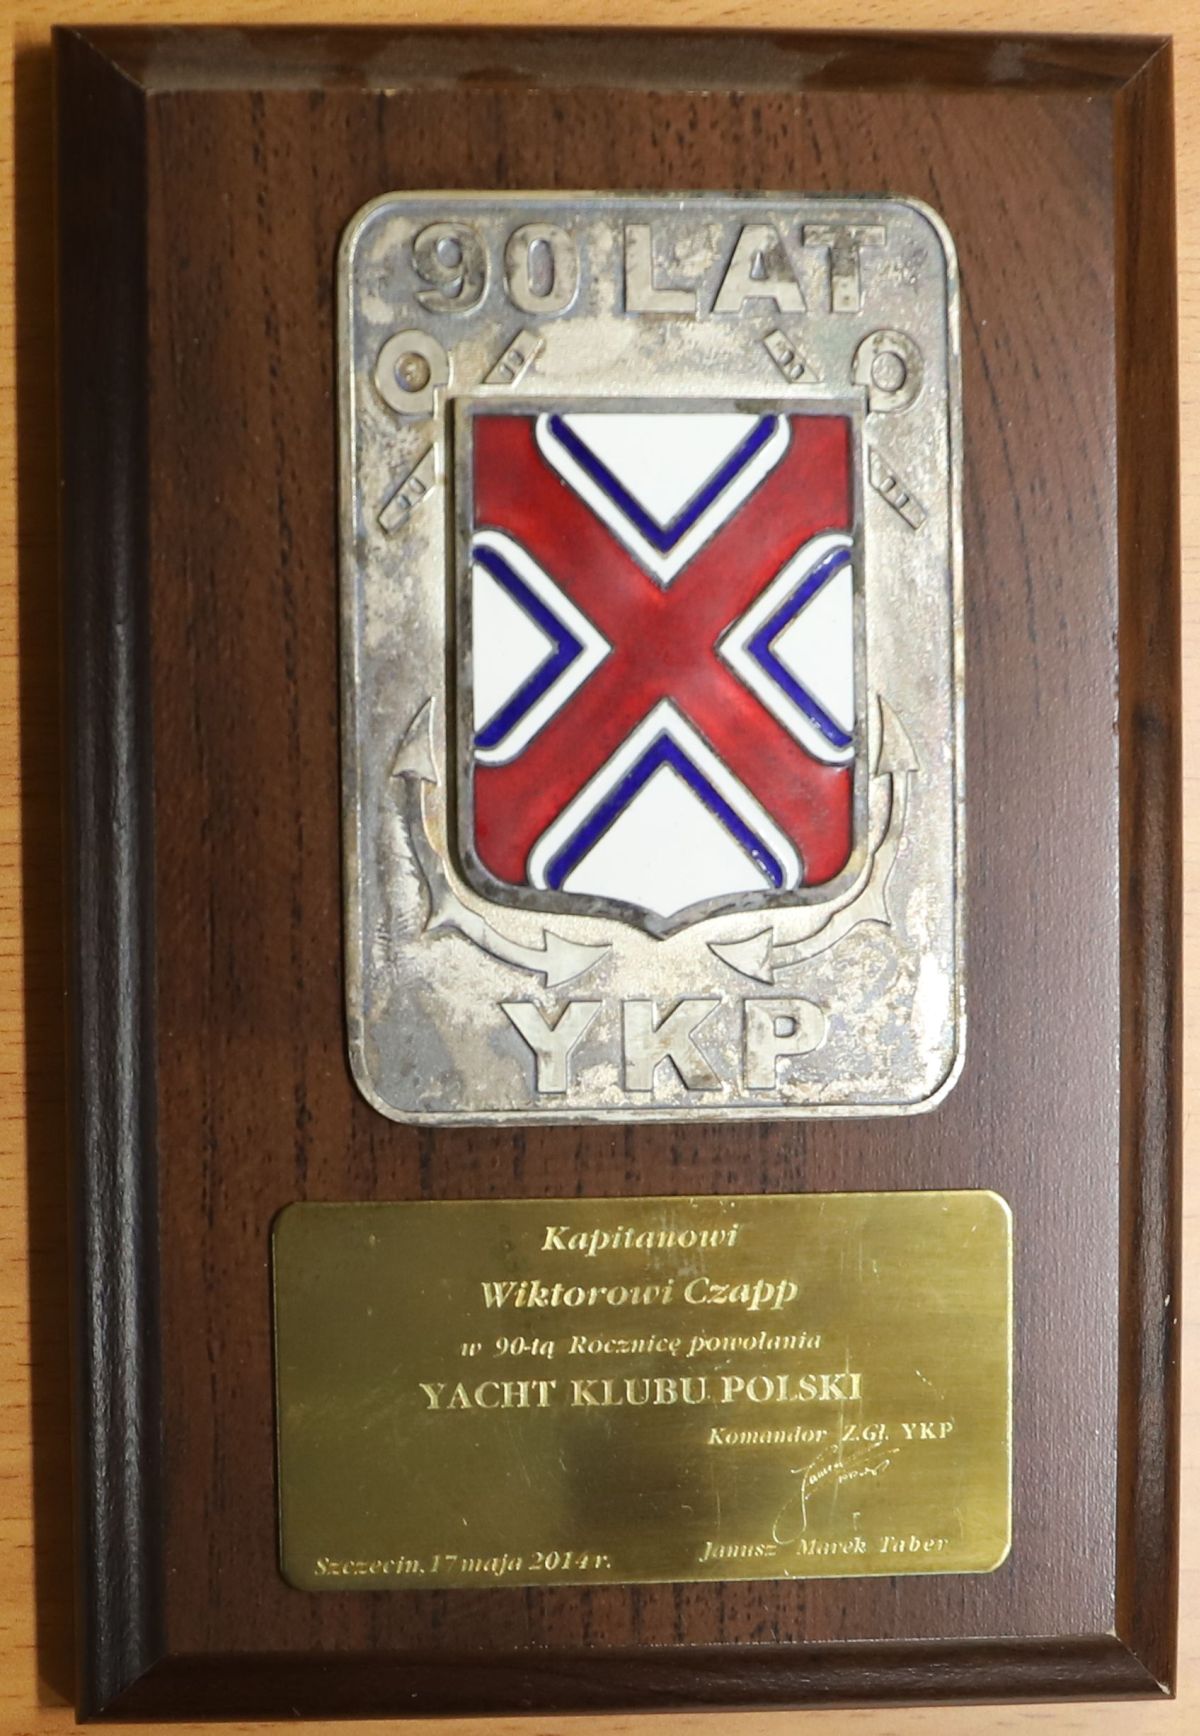 90 LAT
YKP
Kapitanowi
Wiktorowi Czapp
w 90-tą Rocznicę powołania
YACHT KLUBU POLSKI
Komandor Z.Gł. YKP
Janusz Marek Taber
Szczecin, 17 maja 2014 r.